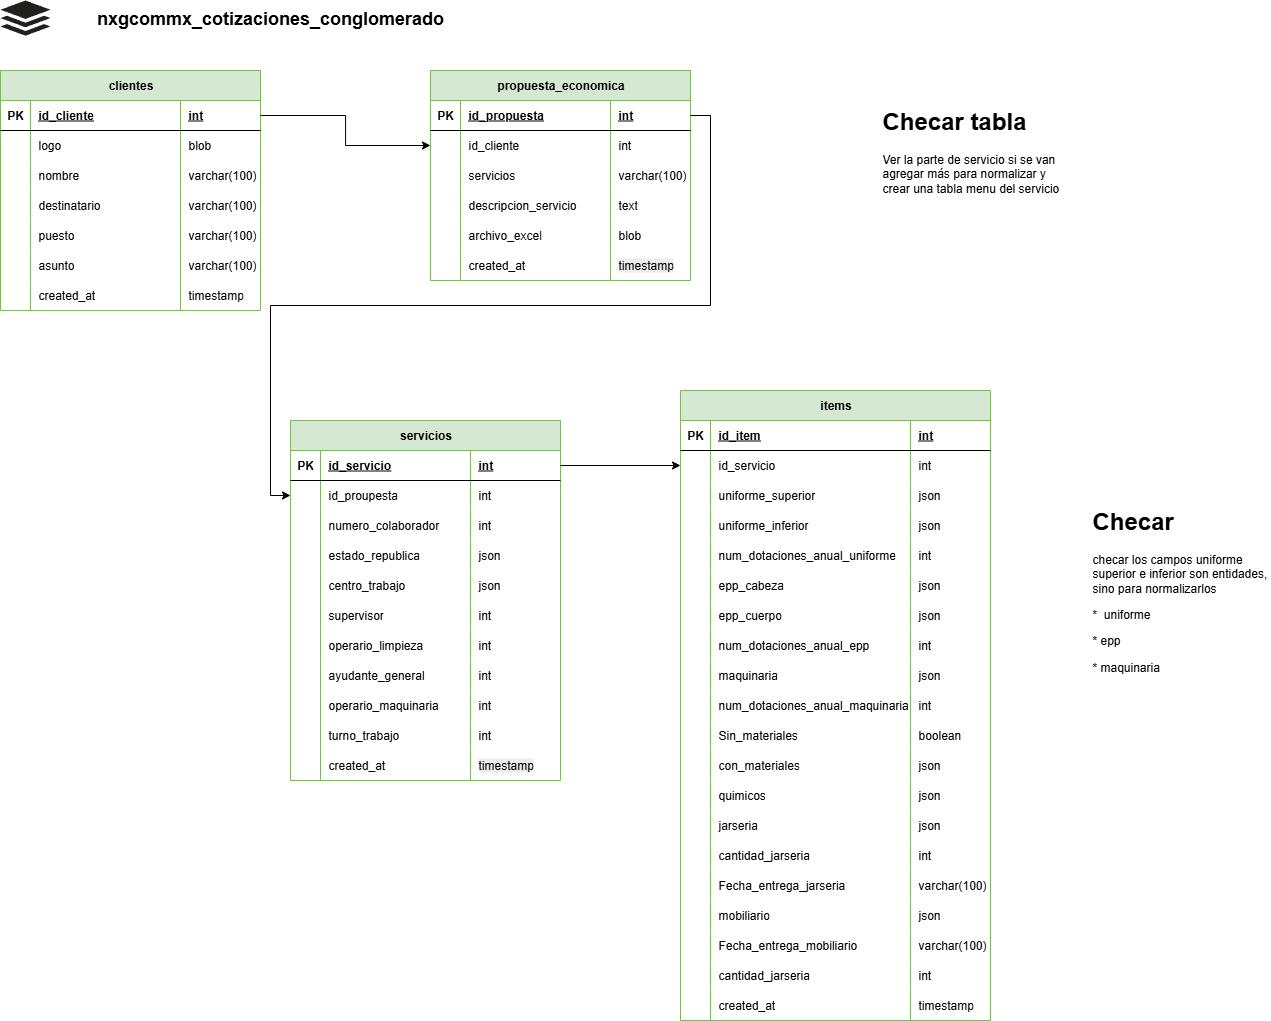 nxgcommx_cotizaciones_conglomerado
clientes
PK id_cliente int
logo blob
nombre varchar(100)
destinatario varchar(100)
puesto varchar(100)
asunto varchar(100)
created_at timestamp
propuesta_economica
PK id_propuesta int
id_cliente int
servicios varchar(100)
descripcion_servicio text
archivo_excel blob
created_at timestamp
Checar tabla
Ver la parte de servicio si se van
agregar más para normalizar y
crear una tabla menu del servicio
servicios
PK id_servicio int
id_proupesta int
numero_colaborador int
estado_republica json
centro_trabajo json
supervisor int
operario_limpieza int
ayudante_general int
operario_maquinaria int
turno_trabajo int
created_at timestamp
items
PK id_item int
id_servicio int
uniforme_superior json
uniforme_inferior json
num_dotaciones_anual_uniforme int
epp_cabeza json
epp_cuerpo json
num_dotaciones_anual_epp int
maquinaria json
num_dotaciones_anual_maquinaria int
Sin_materiales boolean
con_materiales json
quimicos json
jarseria json
cantidad_jarseria int
Fecha_entrega_jarseria varchar(100)
mobiliario json
Fecha_entrega_mobiliario varchar(100)
cantidad_jarseria int
created_at timestamp
Checar
checar los campos uniforme
superior e inferior son entidades,
sino para normalizarlos
* uniforme
* epp
* maquinaria